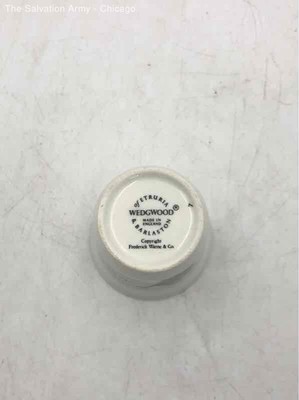 The Salvation Army - Chicago
OF ETRURIA
WEDGWOOD ®
MADE IN
ENGLAND
& BARLASTON
Copyright
Frederick Warne & Co